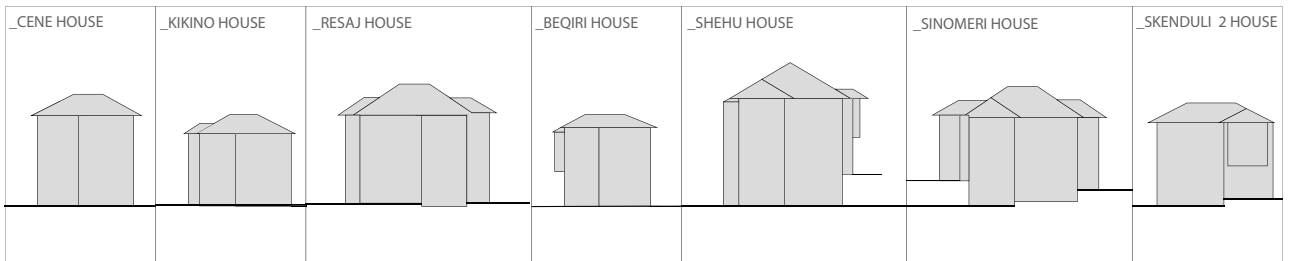 _CENE HOUSE
_KIKINO HOUSE
_RESAJ HOUSE
_BEQIRI HOUSE
_SHEHU HOUSE
_SINOMERI HOUSE
_SKENDULI 2 HOUSE